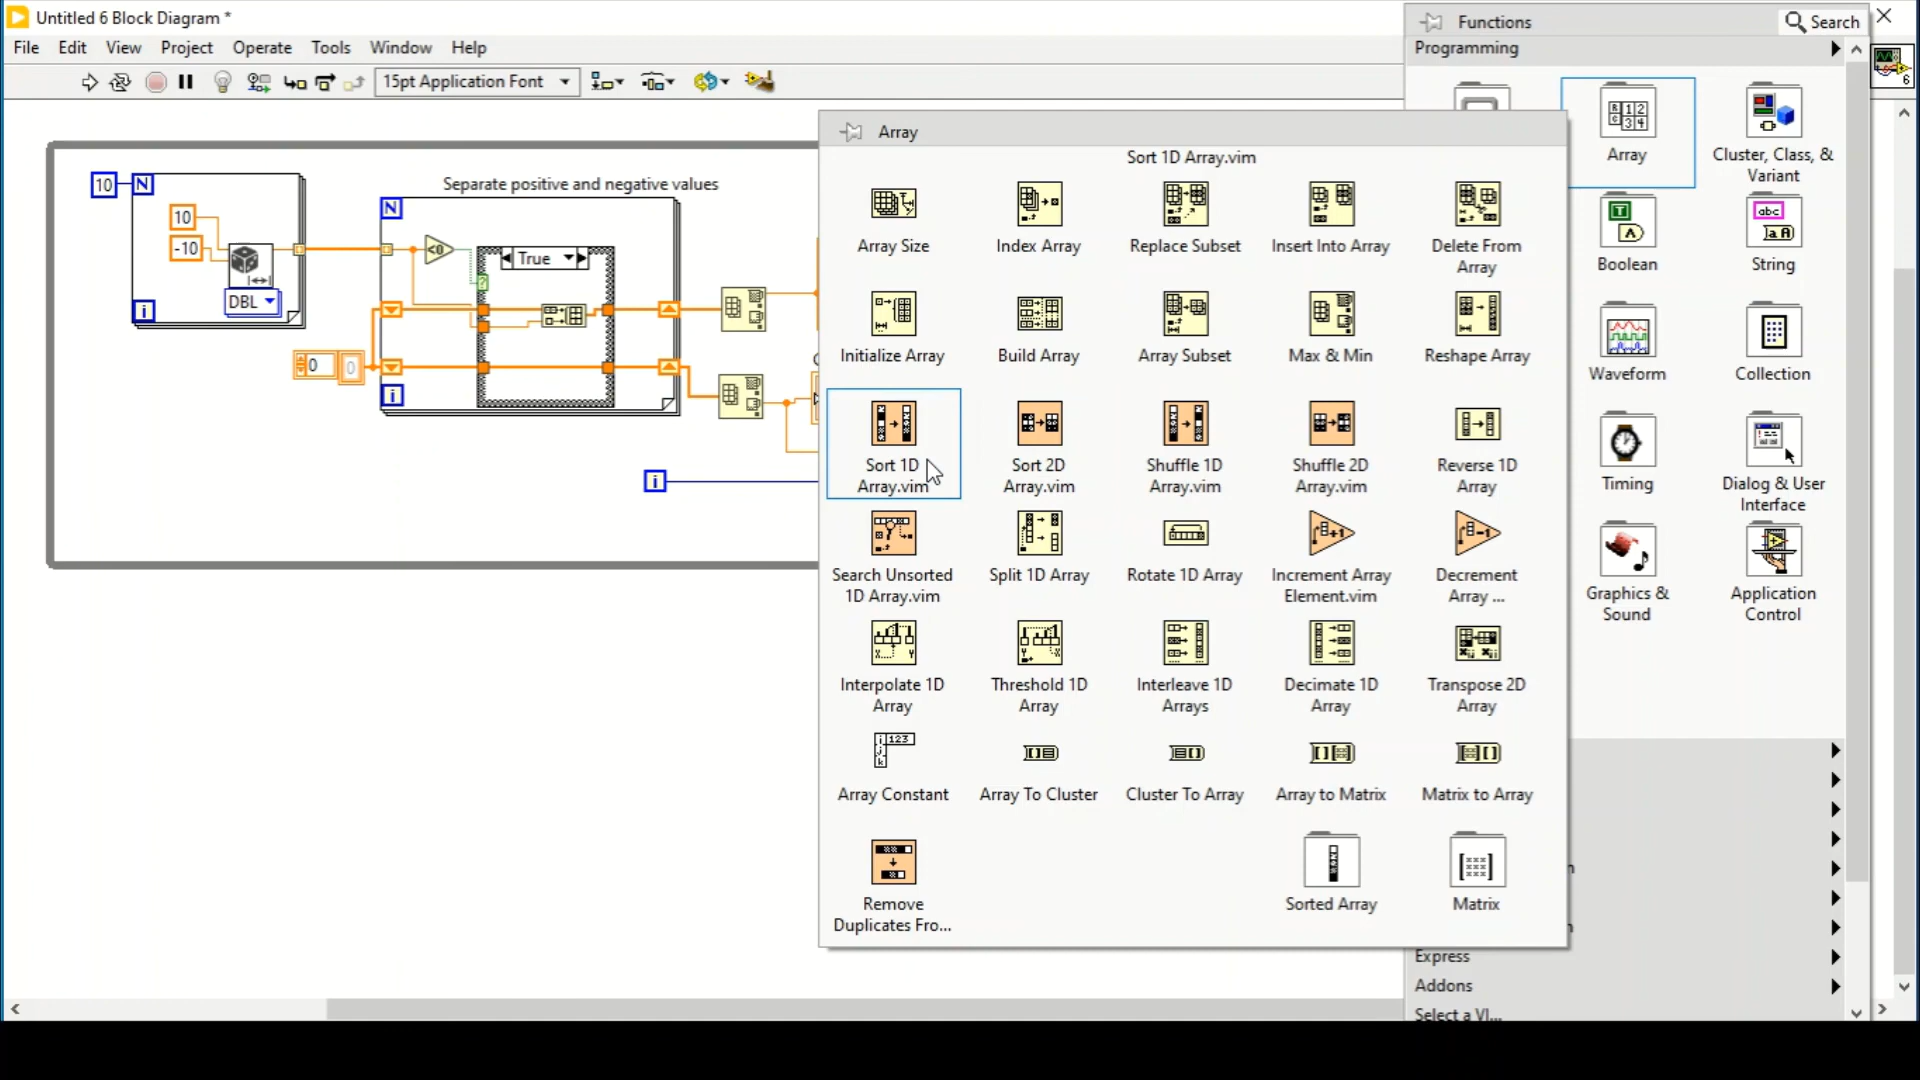 Untitled 6 Block Diagram *
File Edit View Project Operate Tools Window Help
15pt Application Font
Functions
Search
Programming
6
Array
Cluster, Class, &
Variant
Boolean
String
Waveform
Collection
Timing
Dialog & User
Interface
Graphics &
Sound
Application
Control
Express
Addons
Select a VI...
Array
Sort 1D Array.vim
Array Size
Index Array
Replace Subset
Insert Into Array
Delete From
Array
Initialize Array
Build Array
Array Subset
Max & Min
Reshape Array
Sort 1D
Array.vim
Sort 2D
Array.vim
Shuffle 1D
Array.vim
Shuffle 2D
Array.vim
Reverse 1D
Array
Search Unsorted
1D Array.vim
Split 1D Array
Rotate 1D Array
Increment Array
Element.vim
Decrement
Array ...
Interpolate 1D
Array
Threshold 1D
Array
Interleave 1D
Arrays
Decimate 1D
Array
Transpose 2D
Array
Array Constant
Array To Cluster
Cluster To Array
Array to Matrix
Matrix to Array
Remove
Duplicates Fro...
Sorted Array
Matrix
10
N
10
-10
DBL
i
Separate positive and negative values
N
<0
True
?
0
0
i
i